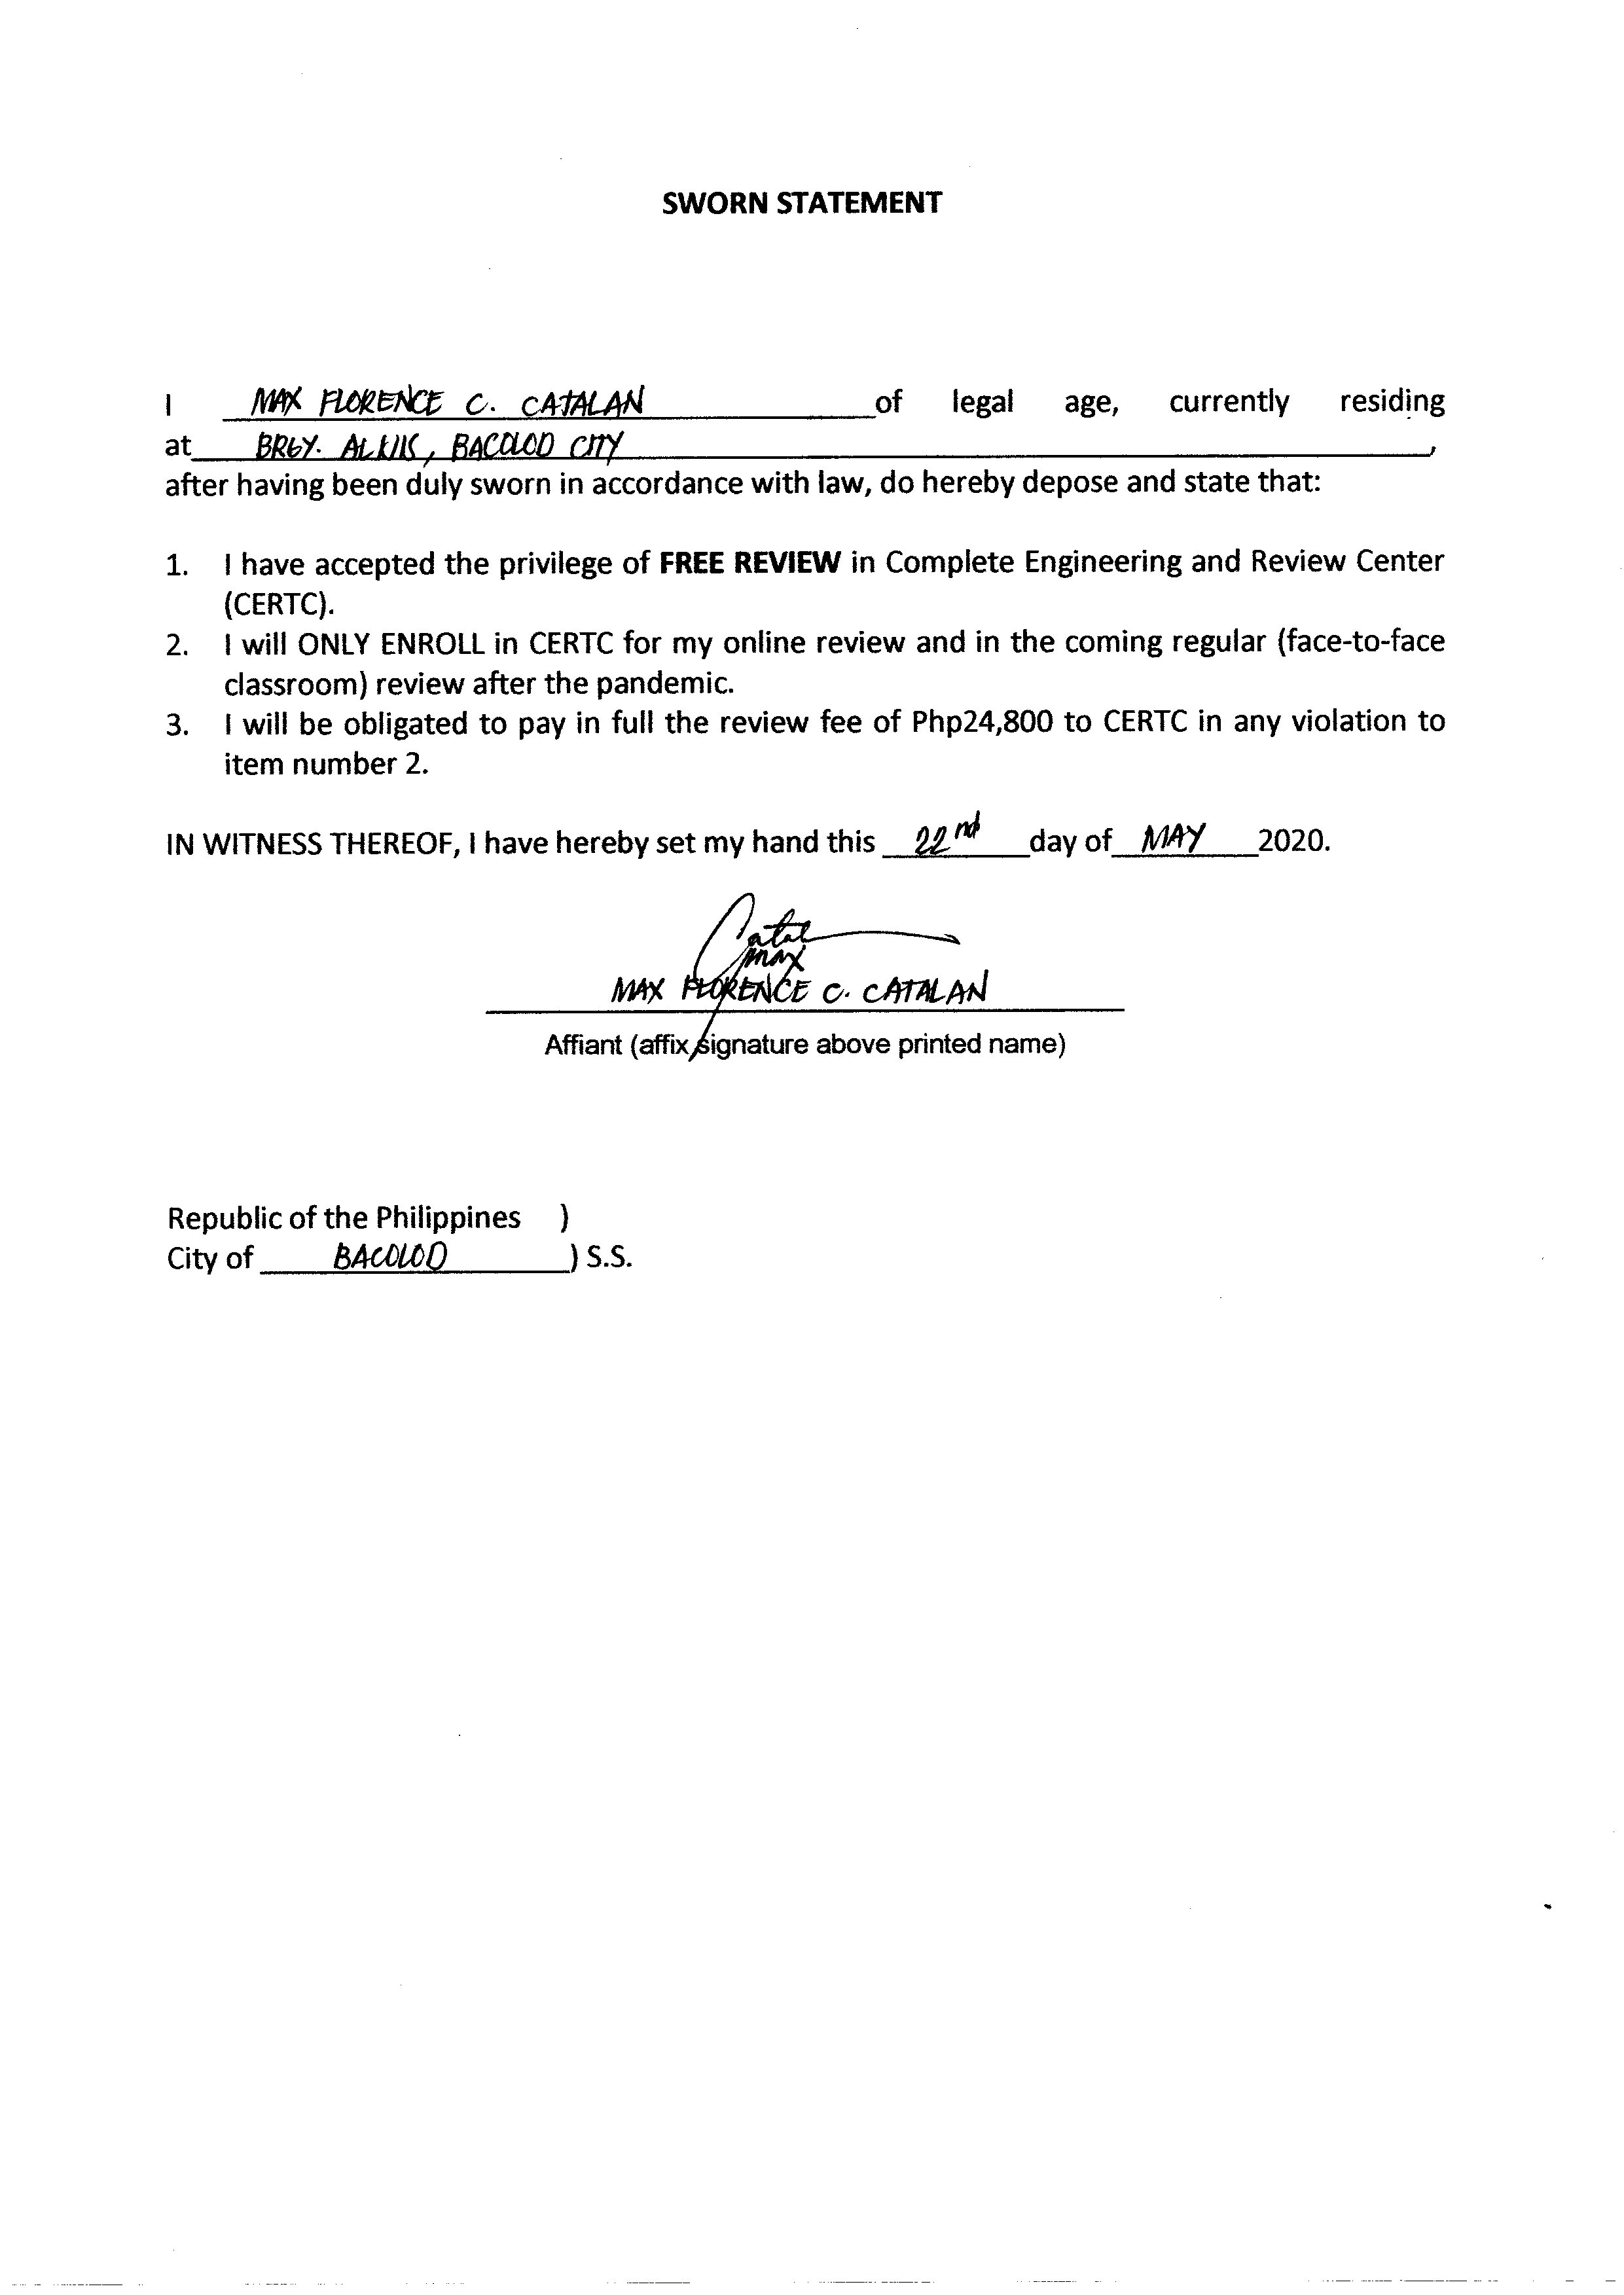 SWORN STATEMENT
I MAX FLORENCE C. CATALAN of legal age, currently residing
at BRGY. ALIJIS, BACOLOD CITY,
after having been duly sworn in accordance with law, do hereby depose and state that:
1. I have accepted the privilege of FREE REVIEW in Complete Engineering and Review Center
(CERTC).
2. I will ONLY ENROLL in CERTC for my online review and in the coming regular (face-to-face
classroom) review after the pandemic.
3. I will be obligated to pay in full the review fee of Php24,800 to CERTC in any violation to
item number 2.
IN WITNESS THEREOF, I have hereby set my hand this 22nd day of MAY 2020.
Catal
max
MAX FLORENCE C. CATALAN
Affiant (affix signature above printed name)
Republic of the Philippines )
City of BACOLOD ) S.S.